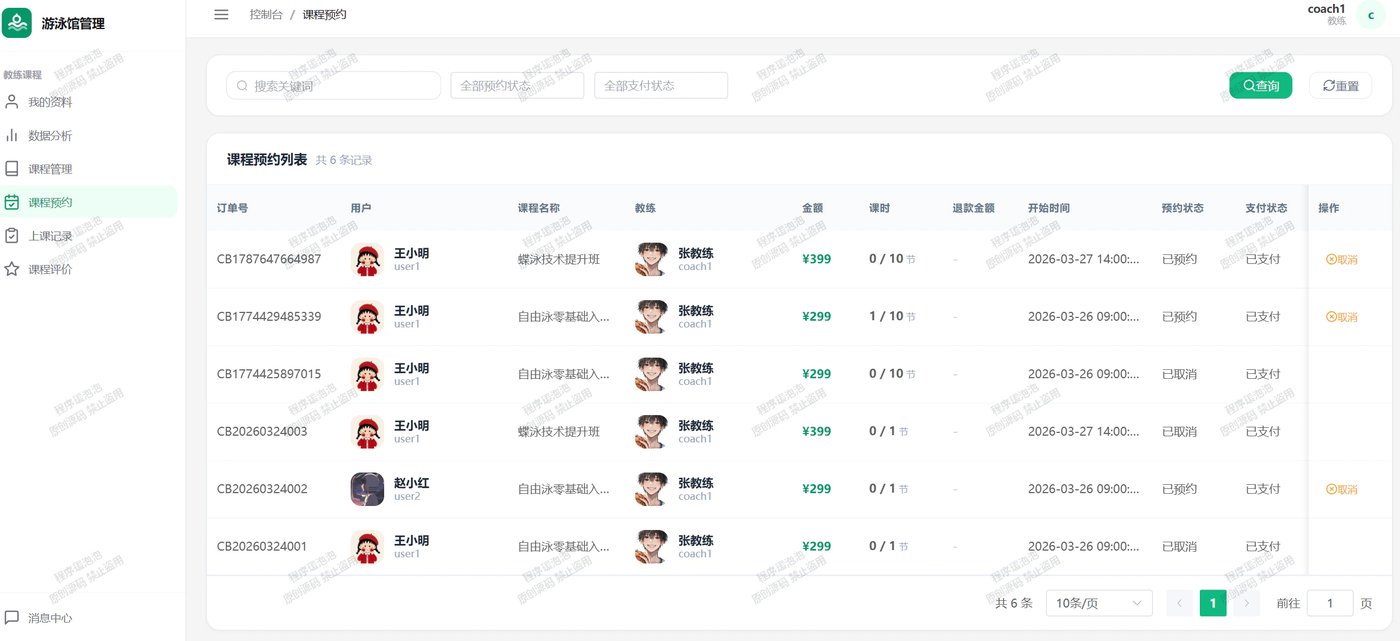 游泳馆管理
控制台 / 课程预约
coach1
教练
c
教练课程
我的资料
数据分析
课程管理
课程预约
上课记录
课程评价
消息中心
搜索关键词
全部预约状态
全部支付状态
查询
重置
课程预约列表 共 6 条记录
订单号 用户 课程名称 教练 金额 课时 退款金额 开始时间 预约状态 支付状态 操作
CB1787647664987 王小明 user1 蝶泳技术提升班 张教练 coach1 ¥399 0 / 10 节 - 2026-03-27 14:00:... 已预约 已支付 取消
CB1774429485339 王小明 user1 自由泳零基础入... 张教练 coach1 ¥299 1 / 10 节 - 2026-03-26 09:00:... 已预约 已支付 取消
CB1774425897015 王小明 user1 自由泳零基础入... 张教练 coach1 ¥299 0 / 10 节 - 2026-03-26 09:00:... 已取消 已支付
CB20260324003 王小明 user1 蝶泳技术提升班 张教练 coach1 ¥399 0 / 1 节 - 2026-03-27 14:00:... 已取消 已支付
CB20260324002 赵小红 user2 自由泳零基础入... 张教练 coach1 ¥299 0 / 1 节 - 2026-03-26 09:00:... 已预约 已支付 取消
CB20260324001 王小明 user1 自由泳零基础入... 张教练 coach1 ¥299 0 / 1 节 - 2026-03-26 09:00:... 已取消 已支付
共 6 条 10条/页 1 前往 1 页
原创源码 禁止盗用